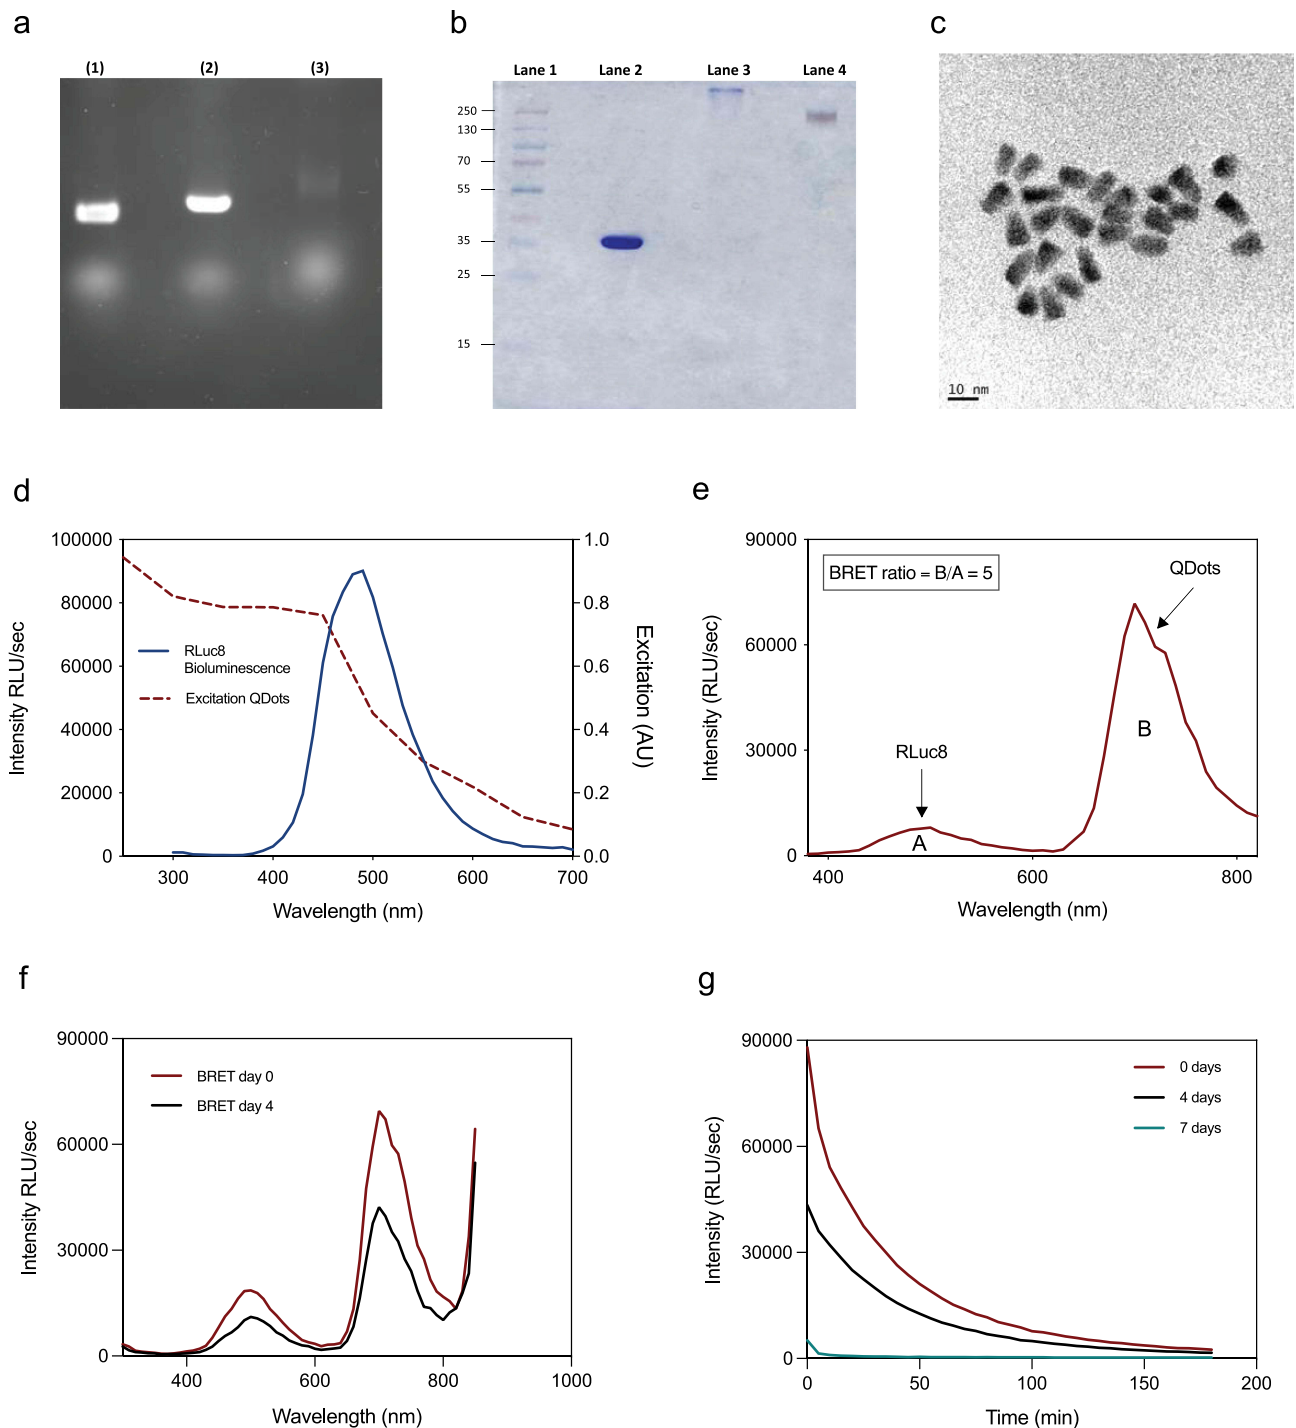 a
(1) (2) (3)
b
Lane 1 Lane 2 Lane 3 Lane 4
250
130
70
55
35
25
15
c
10 nm
d
100000
80000
60000
40000
20000
0
1.0
0.8
0.6
0.4
0.2
0.0
300 400 500 600 700
Intensity RLU/sec
Excitation (AU)
Wavelength (nm)
RLuc8
Bioluminescence
Excitation QDots
e
90000
60000
30000
0
400 600 800
Intensity (RLU/sec)
Wavelength (nm)
BRET ratio = B/A = 5
QDots
B
RLuc8
A
f
90000
60000
30000
0
400 600 800 1000
Intensity RLU/sec
Wavelength (nm)
BRET day 0
BRET day 4
g
90000
60000
30000
0
0 50 100 150 200
Intensity (RLU/sec)
Time (min)
0 days
4 days
7 days